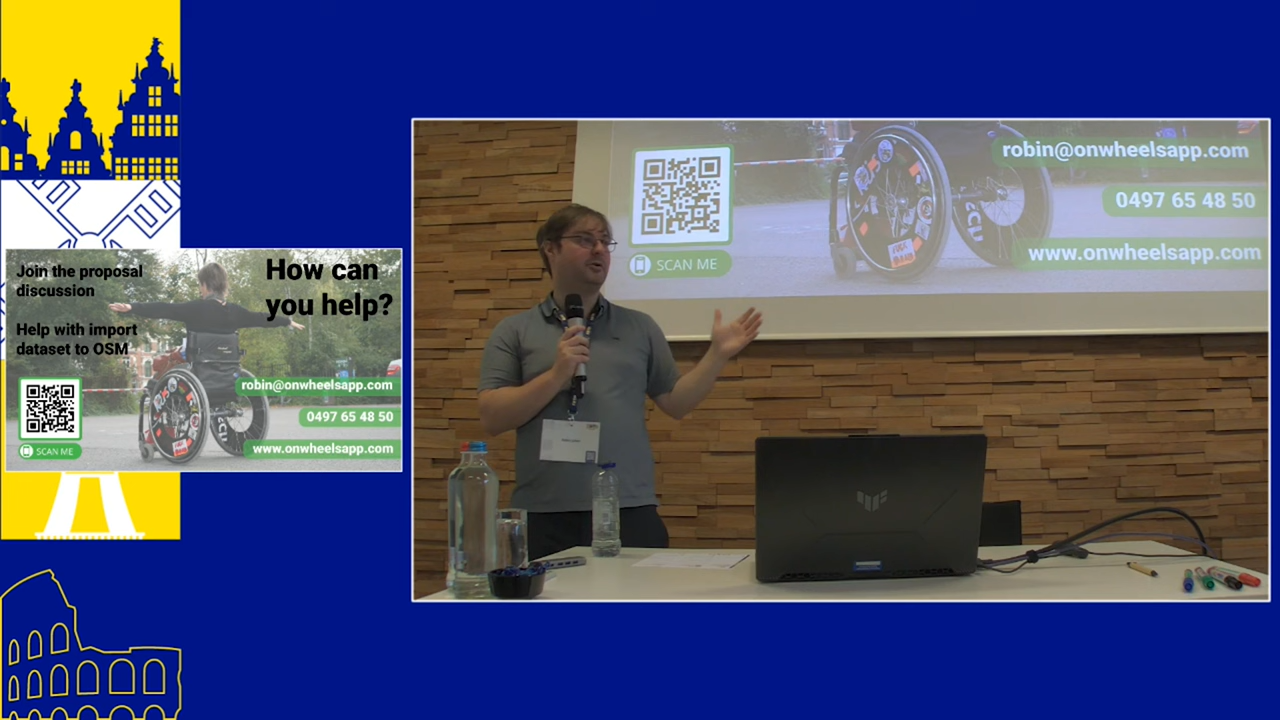 Join the proposal
discussion
Help with import
dataset to OSM
How can
you help?
robin@onwheelsapp.com
0497 65 48 50
www.onwheelsapp.com
SCAN ME
robin@onwheelsapp.com
0497 65 48 50
www.onwheelsapp.com
SCAN ME